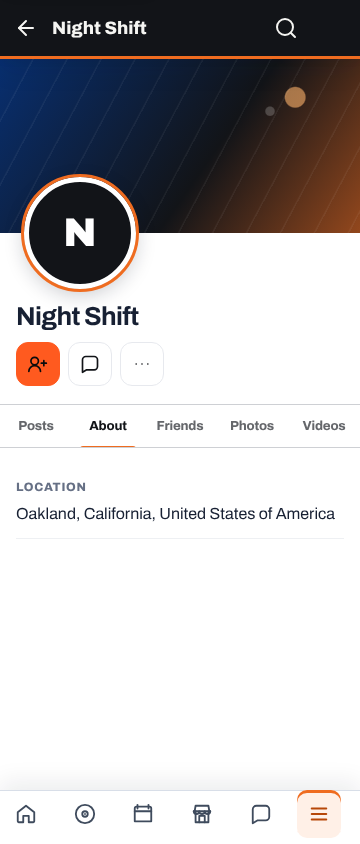 Night Shift
N
Night Shift
Posts About Friends Photos Videos
LOCATION
Oakland, California, United States of America